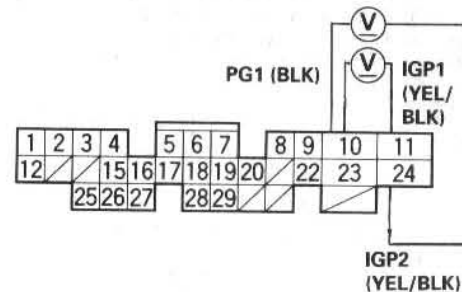 V
V
PG1 (BLK)
IGP1
(YEL/
BLK)
1 2 3 4 5 6 7 8 9 10 11
12 15 16 17 18 19 20 22 23 24
25 26 27 28 29
IGP2
(YEL/BLK)